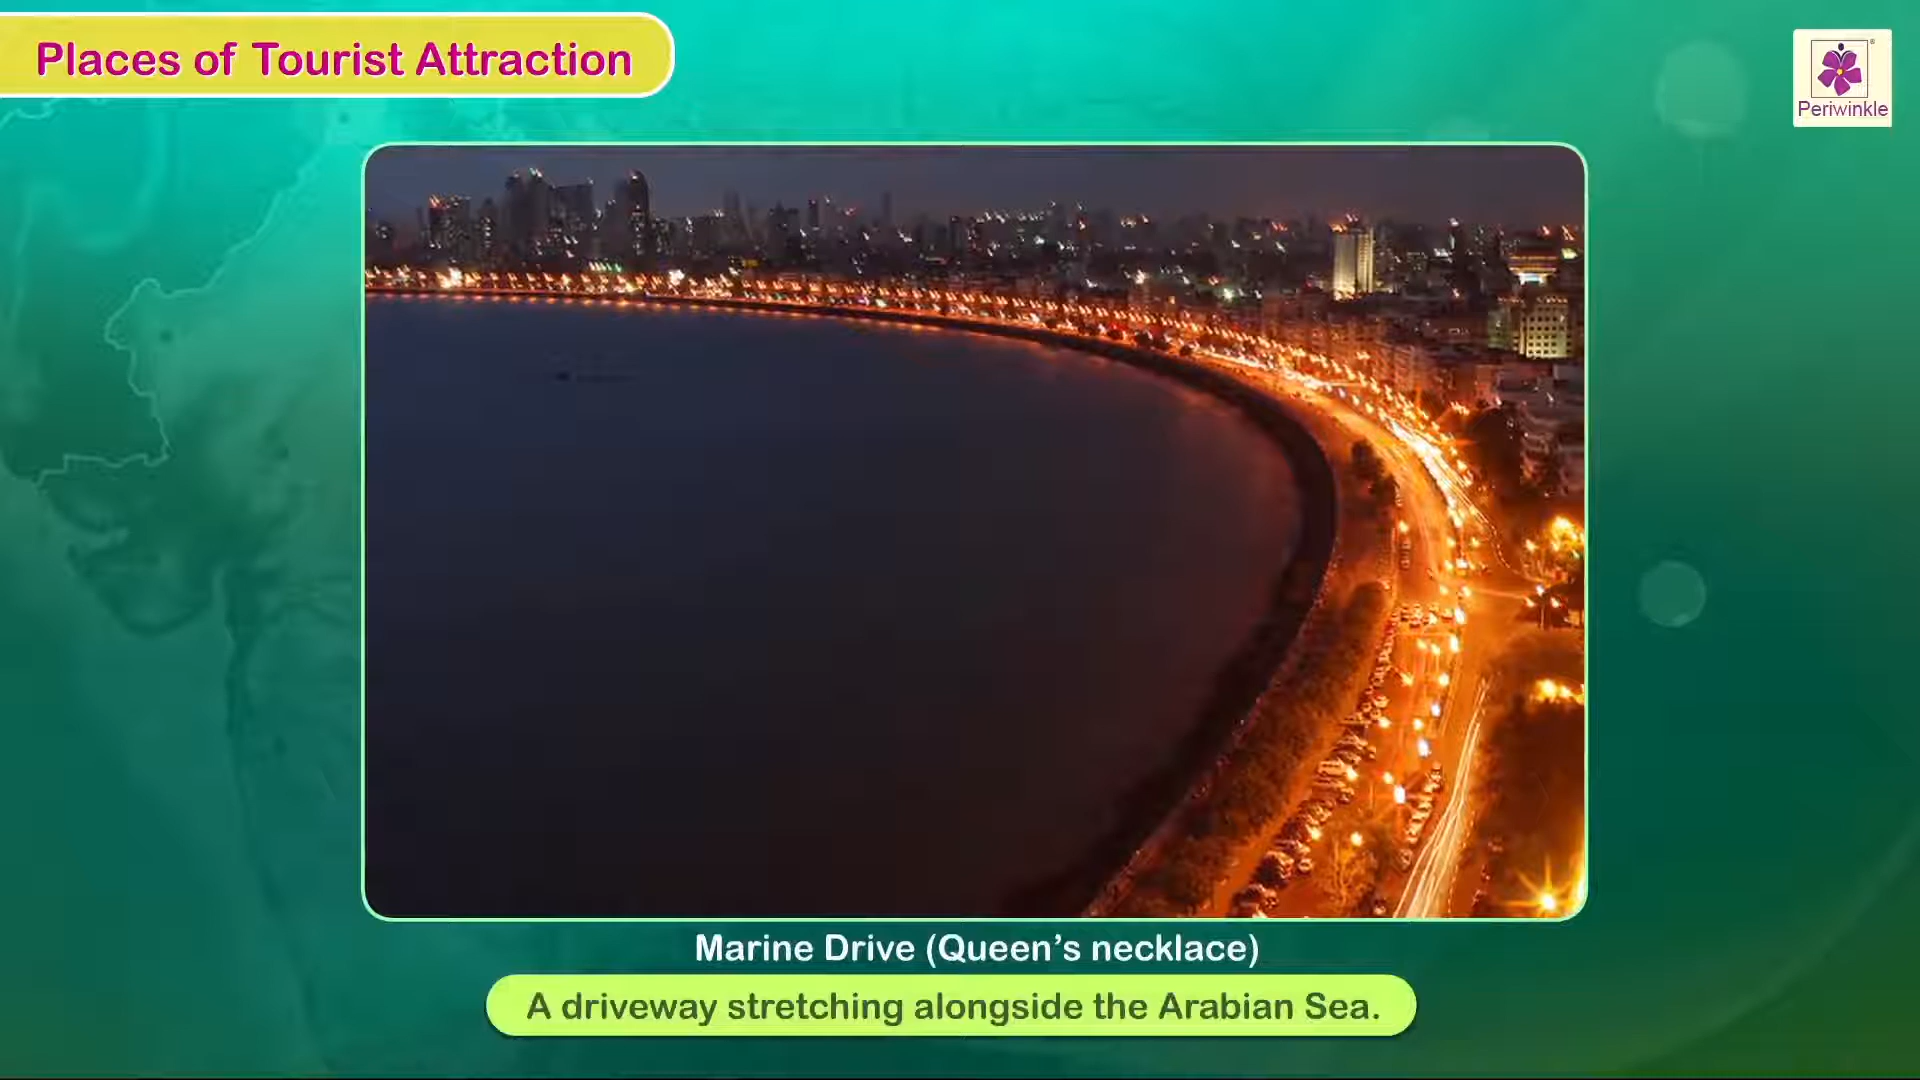 Places of Tourist Attraction
Periwinkle
Marine Drive (Queen’s necklace)
A driveway stretching alongside the Arabian Sea.